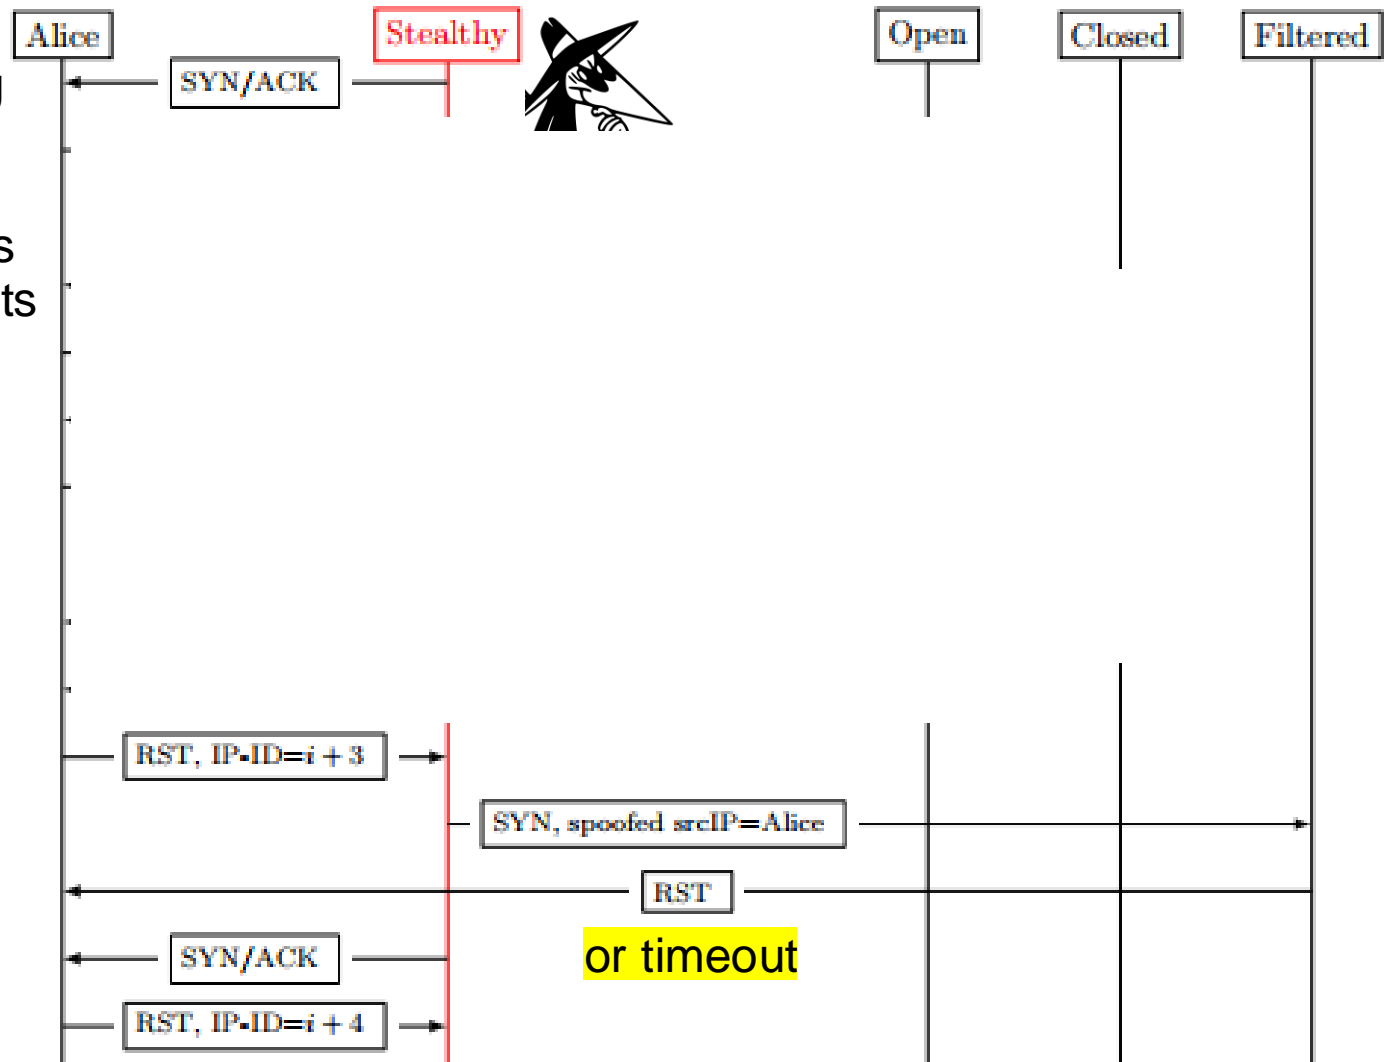 Alice
Stealthy
Open
Closed
Filtered
SYN/ACK
s
ts
RST, IP-ID=i + 3
SYN, spoofed srcIP=Alice
RST
SYN/ACK
or timeout
RST, IP-ID=i + 4